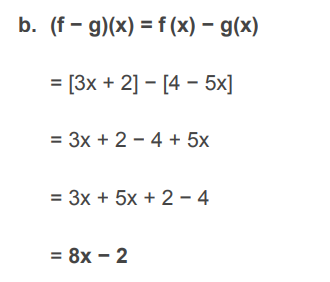 b. (f − g)(x) = f (x) − g(x)
= [3x + 2] − [4 − 5x]
= 3x + 2 − 4 + 5x
= 3x + 5x + 2 − 4
= 8x − 2